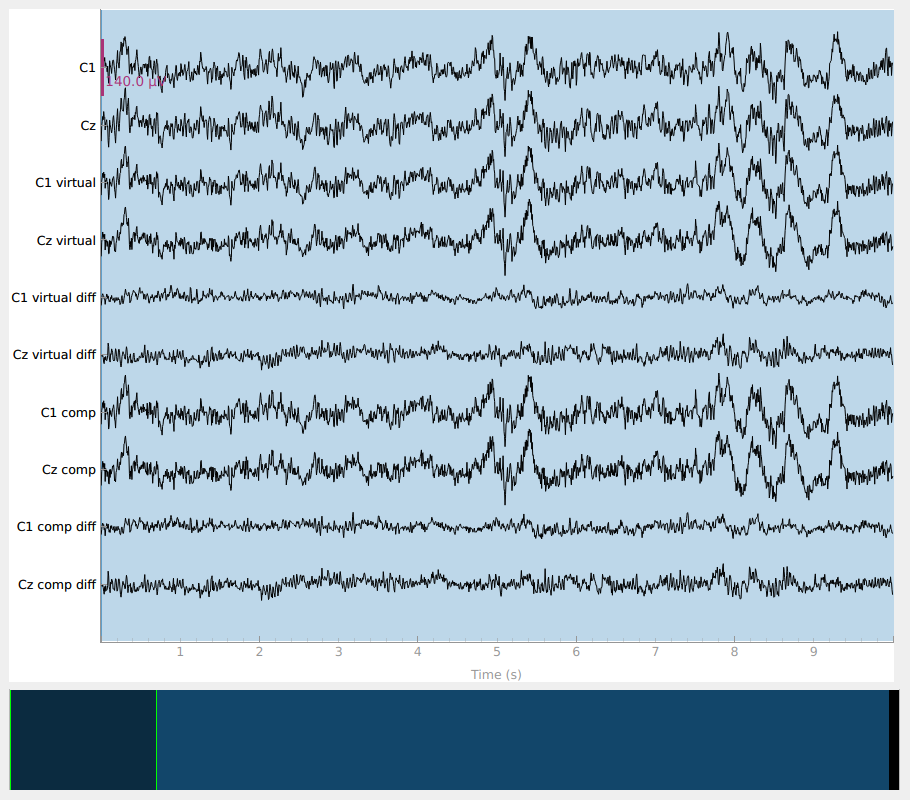 C1
140.0 µV
Cz
C1 virtual
Cz virtual
C1 virtual diff
Cz virtual diff
C1 comp
Cz comp
C1 comp diff
Cz comp diff
1 2 3 4 5 6 7 8 9
Time (s)